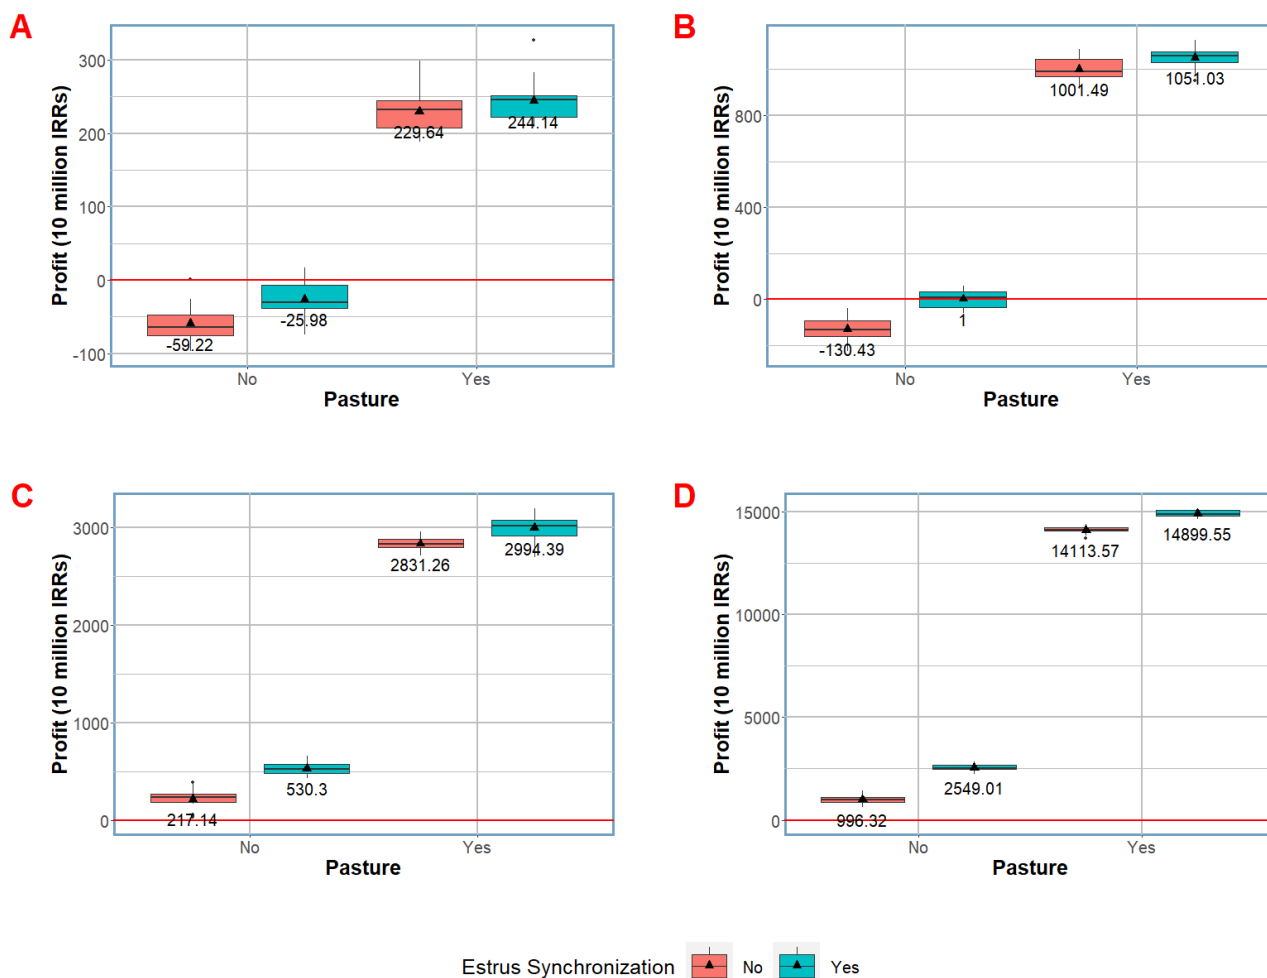 A
Profit (10 million IRRs)
300
200
100
0
-100
229.64
244.14
-59.22
-25.98
No
Yes
Pasture
B
Profit (10 million IRRs)
800
400
0
1001.49
1051.03
-130.43
1
No
Yes
Pasture
C
Profit (10 million IRRs)
3000
2000
1000
0
2831.26
2994.39
217.14
530.3
No
Yes
Pasture
D
Profit (10 million IRRs)
15000
10000
5000
0
14113.57
14899.55
996.32
2549.01
No
Yes
Pasture
Estrus Synchronization No Yes